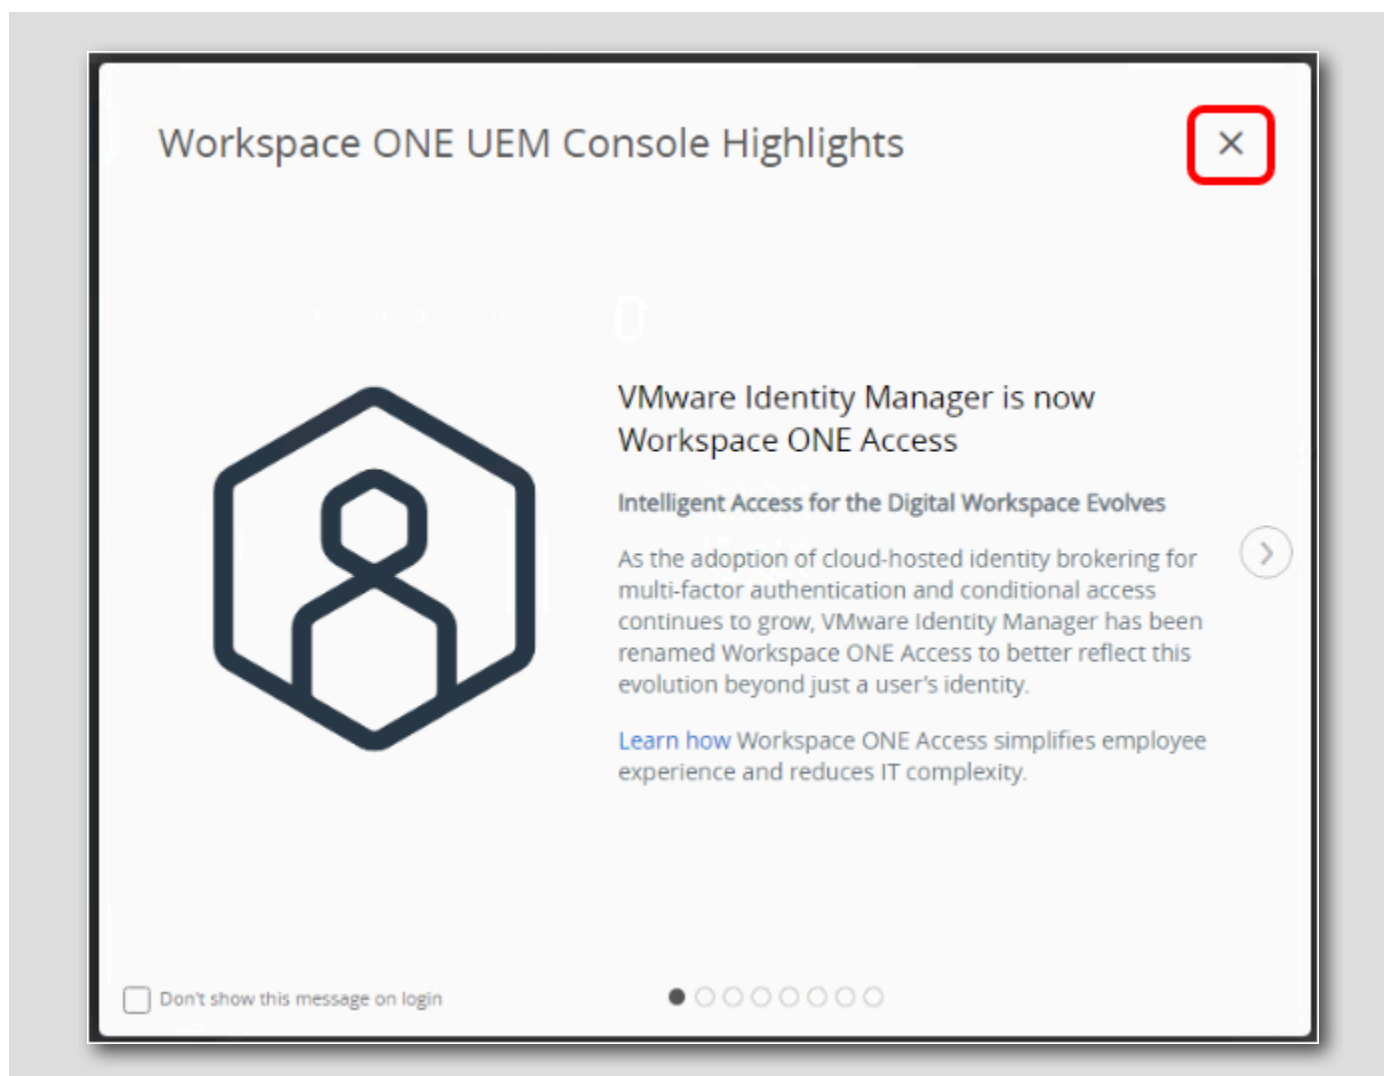 Workspace ONE UEM Console Highlights
VMware Identity Manager is now
Workspace ONE Access
Intelligent Access for the Digital Workspace Evolves
As the adoption of cloud-hosted identity brokering for
multi-factor authentication and conditional access
continues to grow, VMware Identity Manager has been
renamed Workspace ONE Access to better reflect this
evolution beyond just a user's identity.
Learn how Workspace ONE Access simplifies employee
experience and reduces IT complexity.
Don't show this message on login